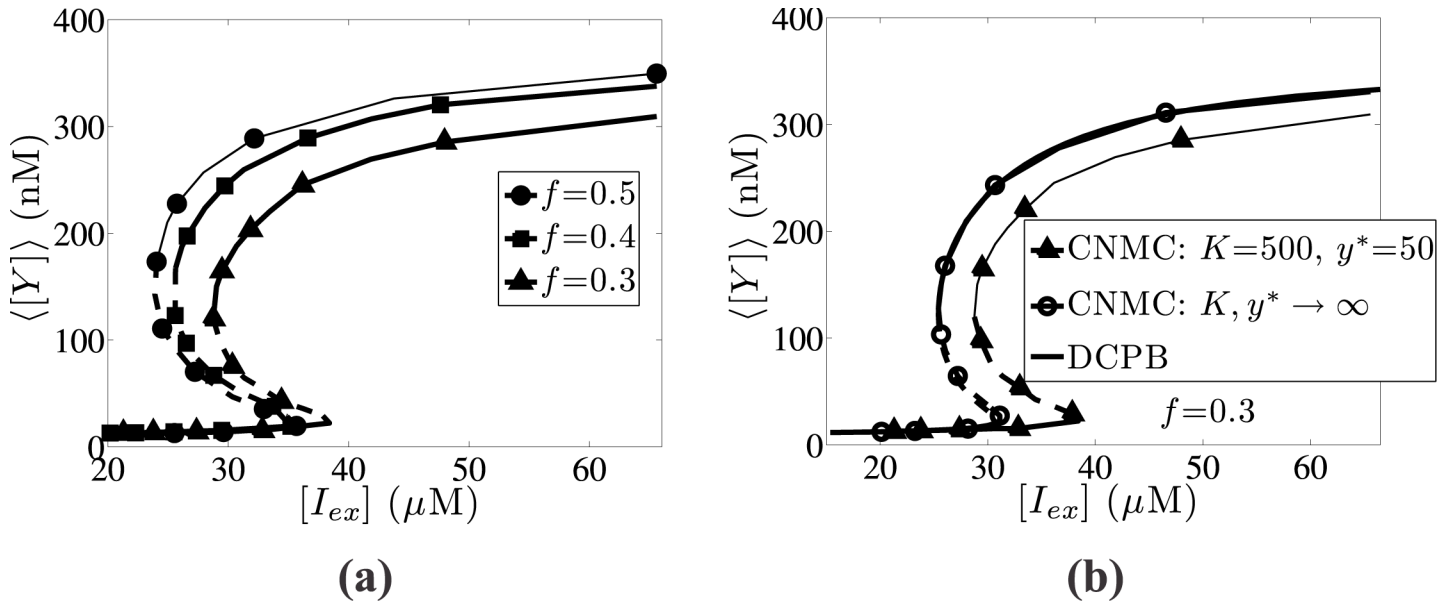 400
300
200
100
0
⟨[Y]⟩ (nM)
f=0.5
f=0.4
f=0.3
20 30 40 50 60
[I_ex] (μM)
(a)
400
300
200
100
0
⟨[Y]⟩ (nM)
CNMC: K=500, y*=50
CNMC: K, y* → ∞
DCPB
f=0.3
20 30 40 50 60
[I_ex] (μM)
(b)